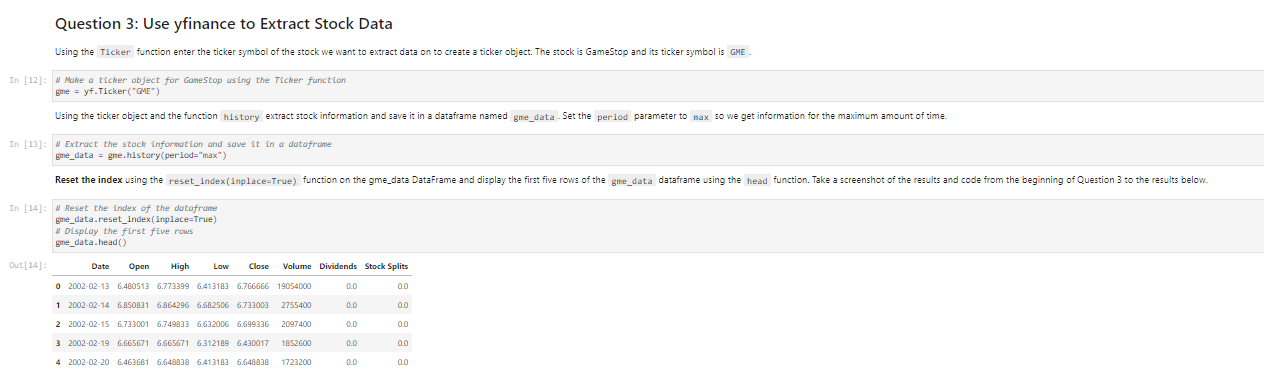 Question 3: Use yfinance to Extract Stock Data
Using the Ticker function enter the ticker symbol of the stock we want to extract data on to create a ticker object. The stock is GameStop and its ticker symbol is GME .
In [12]: # Make a ticker object for GameStop using the Ticker function
gme = yf.Ticker("GME")
Using the ticker object and the function history extract stock information and save it in a dataframe named gme_data . Set the period parameter to max so we get information for the maximum amount of time.
In [13]: # Extract the stock information and save it in a dataframe
gme_data = gme.history(period="max")
Reset the index using the reset_index(inplace=True) function on the gme_data DataFrame and display the first five rows of the gme_data dataframe using the head function. Take a screenshot of the results and code from the beginning of Question 3 to the results below.
In [14]: # Reset the index of the dataframe
gme_data.reset_index(inplace=True)
# Display the first five rows
gme_data.head()
Out[14]: Date Open High Low Close Volume Dividends Stock Splits
0 2002-02-13 6.480513 6.773399 6.413183 6.766666 19054000 0.0 0.0
1 2002-02-14 6.850831 6.864296 6.682506 6.733003 2755400 0.0 0.0
2 2002-02-15 6.733001 6.749833 6.632006 6.699336 2097400 0.0 0.0
3 2002-02-19 6.665671 6.665671 6.312189 6.430017 1852600 0.0 0.0
4 2002-02-20 6.463681 6.648838 6.413183 6.648838 1723200 0.0 0.0